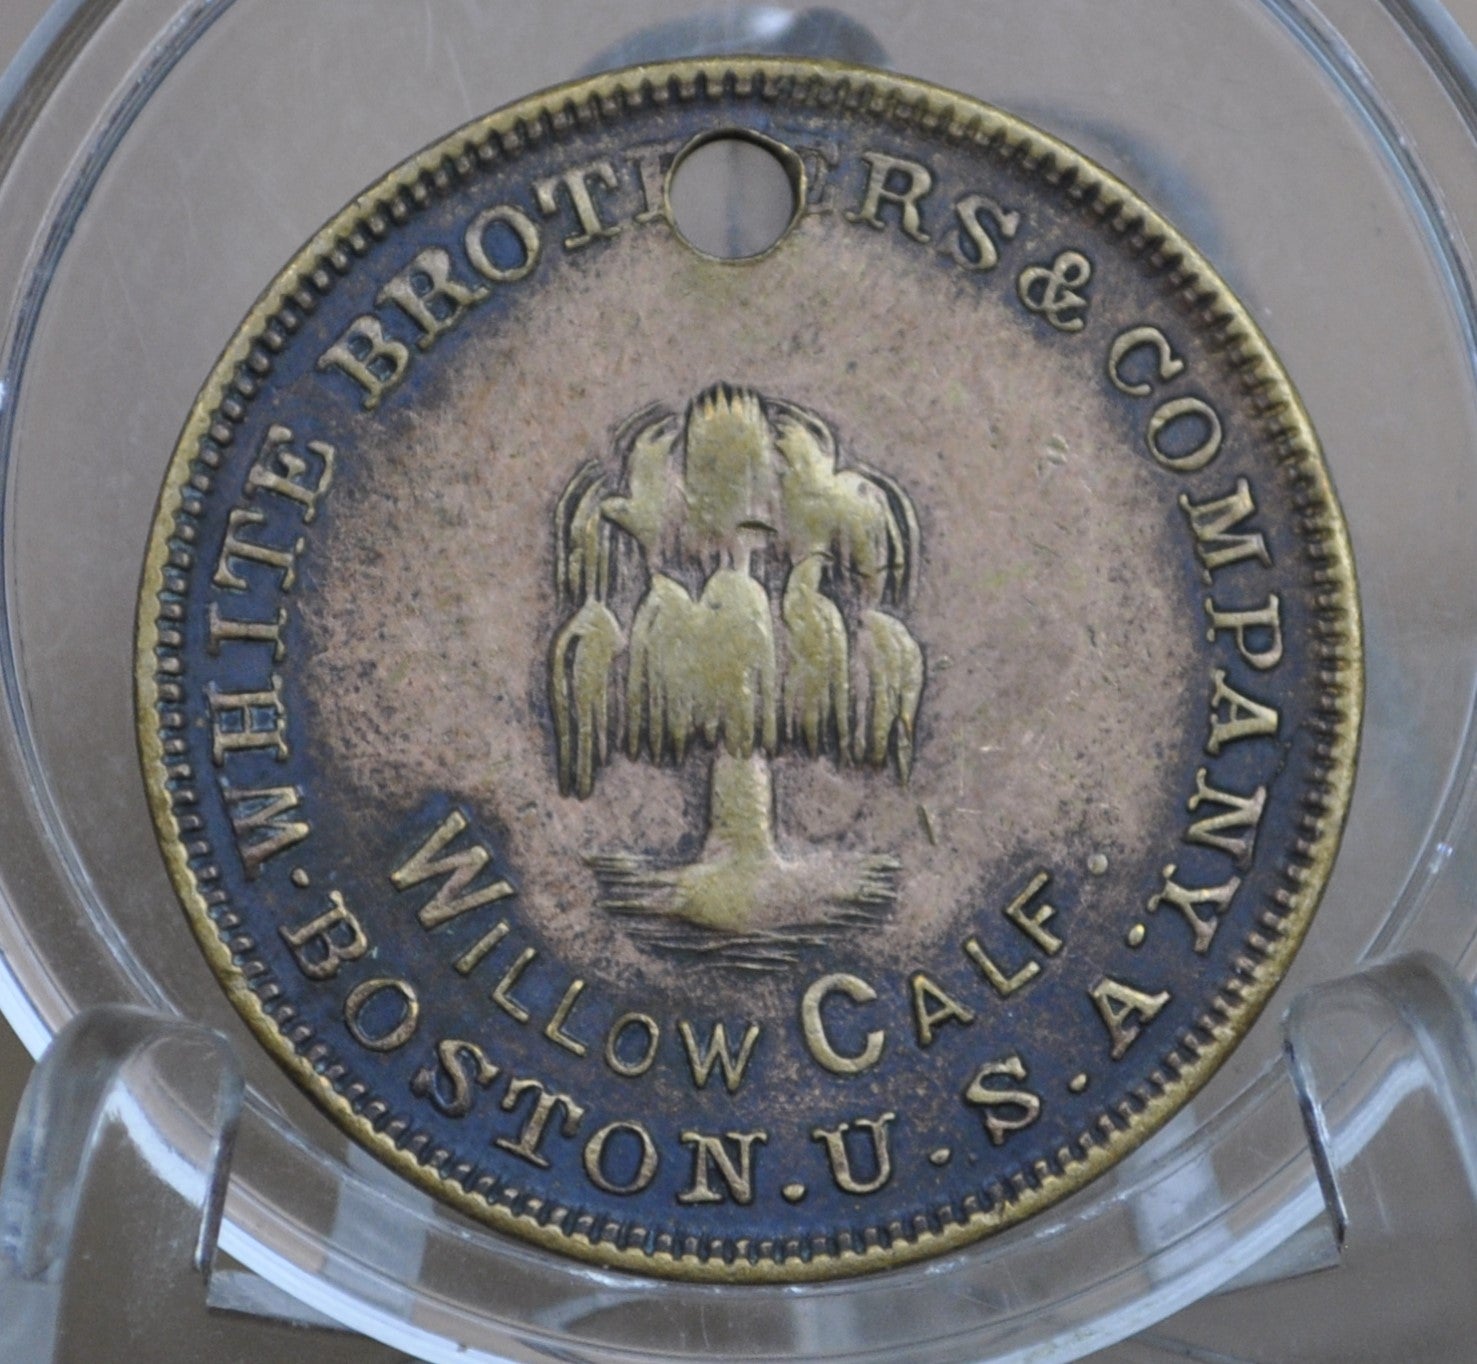 WHITE BROTHERS & COMPANY.
WILLOW CALF.
BOSTON. U. S. A.